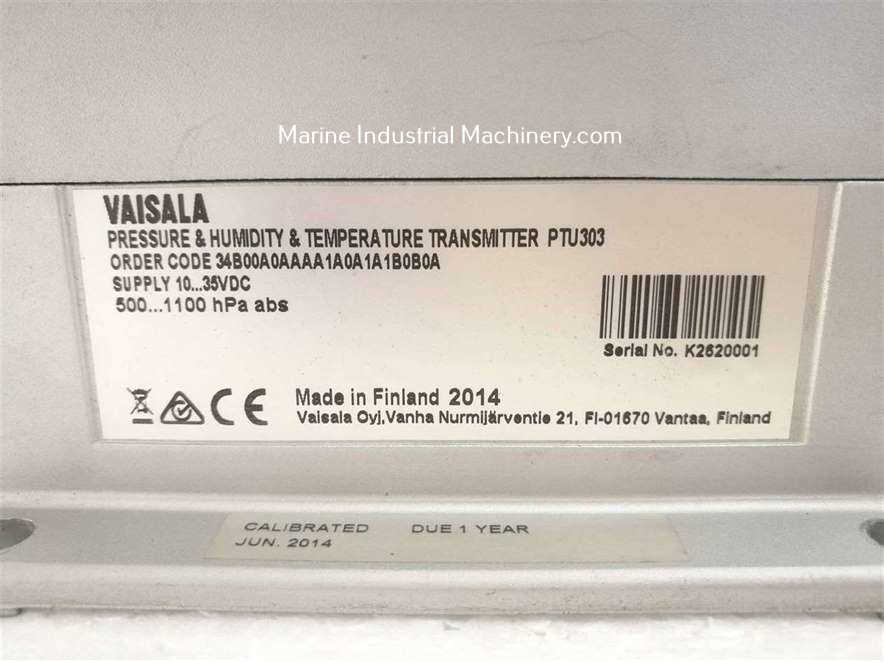 Marine Industrial Machinery.com
VAISALA
PRESSURE & HUMIDITY & TEMPERATURE TRANSMITTER PTU303
ORDER CODE 34B00A0AAAA1A0A1A1B0B0A
SUPPLY 10...35VDC
500...1100 hPa abs
Serial No. K2620001
Made in Finland 2014
Vaisala Oyj,Vanha Nurmijärventie 21, FI-01670 Vantaa, Finland
CALIBRATED DUE 1 YEAR
JUN. 2014